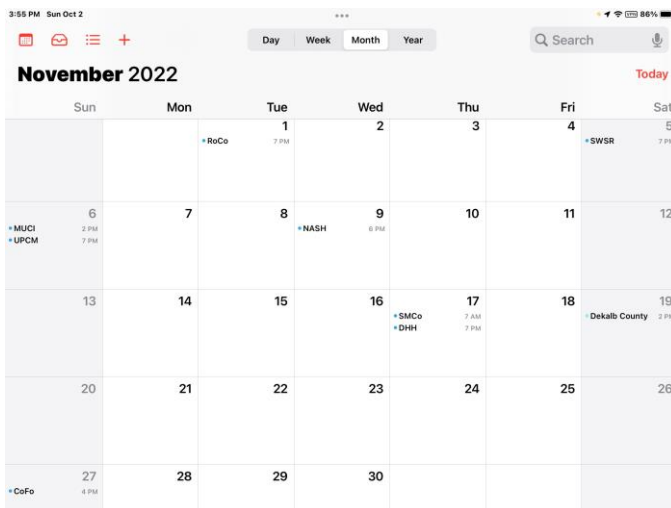 3:55 PM Sun Oct 2
VPN 86%
Day Week Month Year
Search
November 2022
Today
Sun Mon Tue Wed Thu Fri Sat
1 2 3 4 5
RoCo 7 PM
SWSR
6 7 8 9 10 11 12
MUCI 2 PM
UPCM 7 PM
NASH 6 PM
13 14 15 16 17 18 19
SMCo 7 AM
DHH 7 PM
Dekalb County
20 21 22 23 24 25 26
27 28 29 30
CoFo 4 PM